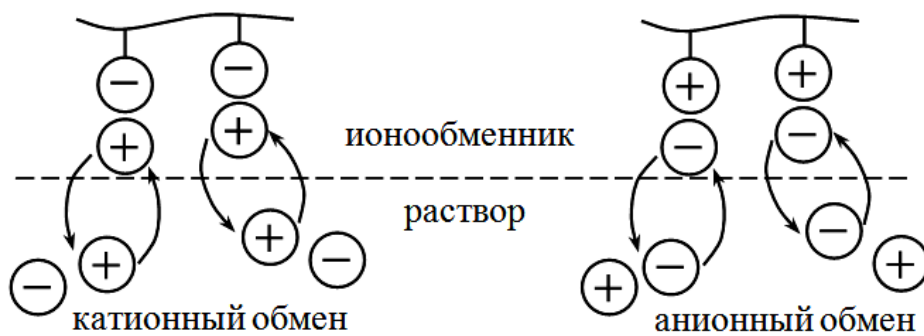 ионообменник
раствор
катионный обмен
анионный обмен